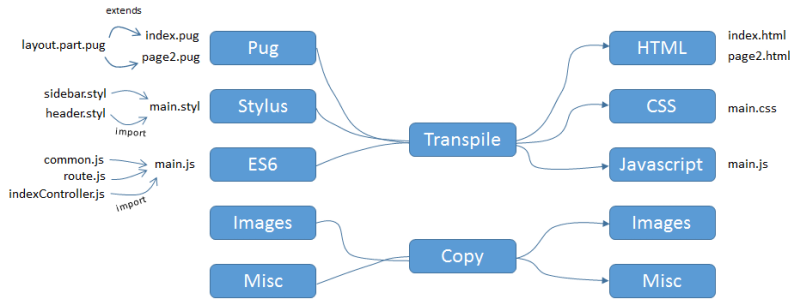 extends
layout.part.pug
index.pug
page2.pug
Pug
HTML
index.html
page2.html
sidebar.styl
header.styl
main.styl
import
Stylus
CSS
main.css
Transpile
common.js
route.js
indexController.js
main.js
import
ES6
Javascript
main.js
Images
Copy
Images
Misc
Misc